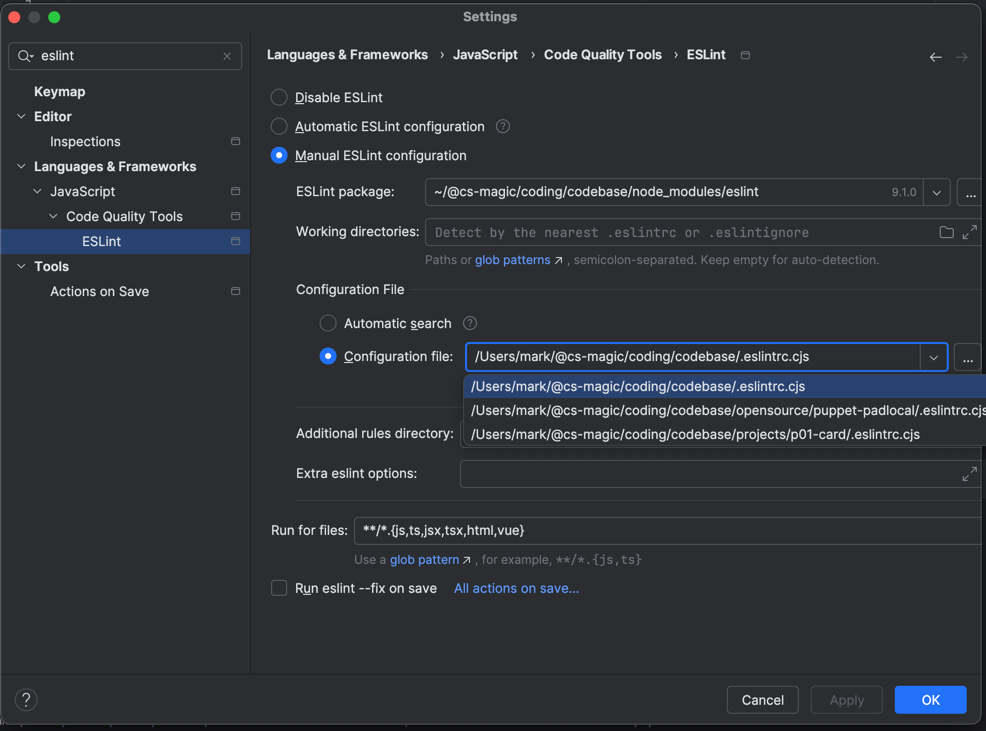 Settings
eslint
Keymap
Editor
Inspections
Languages & Frameworks
JavaScript
Code Quality Tools
ESLint
Tools
Actions on Save
Languages & Frameworks › JavaScript › Code Quality Tools › ESLint
Disable ESLint
Automatic ESLint configuration ?
Manual ESLint configuration
ESLint package: ~/@cs-magic/coding/codebase/node_modules/eslint 9.1.0 ...
Working directories: Detect by the nearest .eslintrc or .eslintignore
Paths or glob patterns ↗ , semicolon-separated. Keep empty for auto-detection.
Configuration File
Automatic search ?
Configuration file: /Users/mark/@cs-magic/coding/codebase/.eslintrc.cjs ...
/Users/mark/@cs-magic/coding/codebase/.eslintrc.cjs
/Users/mark/@cs-magic/coding/codebase/opensource/puppet-padlocal/.eslintrc.cjs
/Users/mark/@cs-magic/coding/codebase/projects/p01-card/.eslintrc.cjs
Additional rules directory:
Extra eslint options:
Run for files: **/*.{js,ts,jsx,tsx,html,vue}
Use a glob pattern ↗ , for example, **/*.{js,ts}
Run eslint --fix on save All actions on save...
? Cancel Apply OK